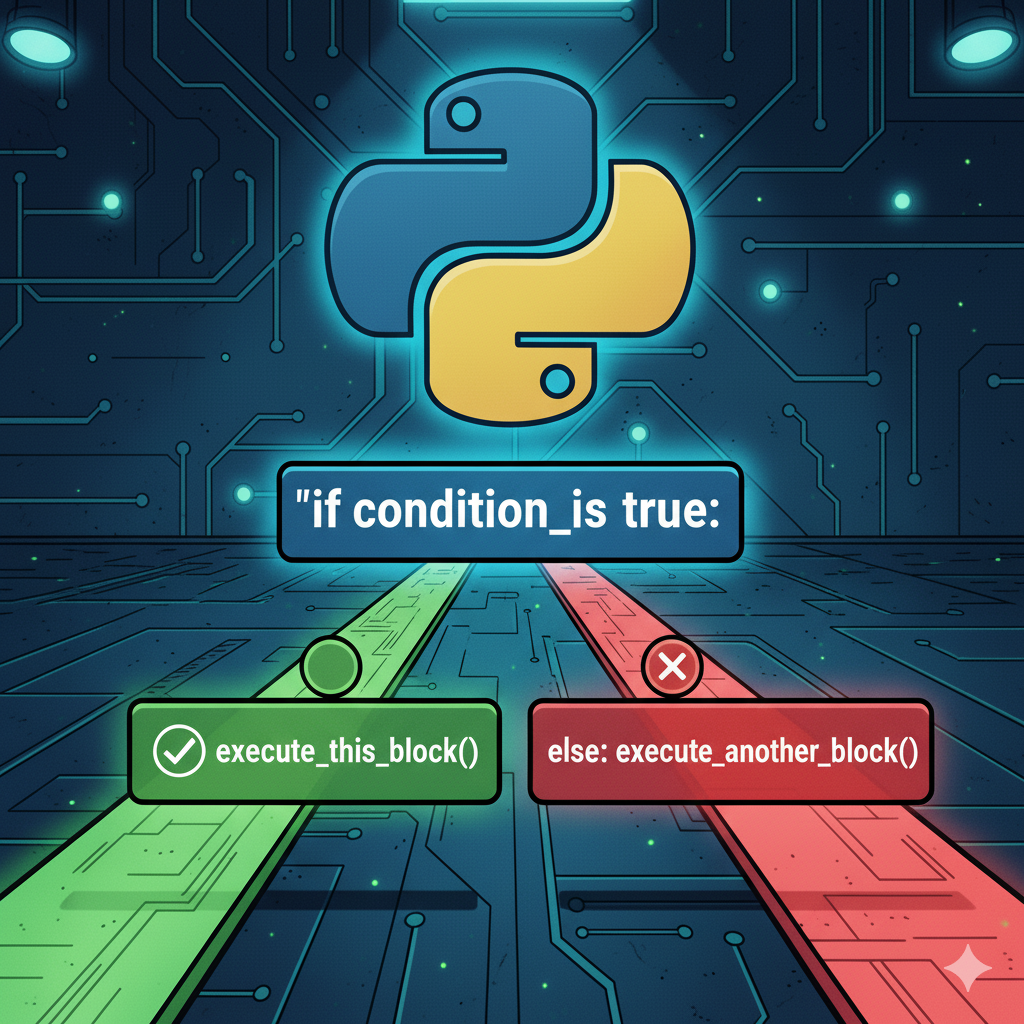 "if condition_is true:
execute_this_block()
else: execute_another_block()